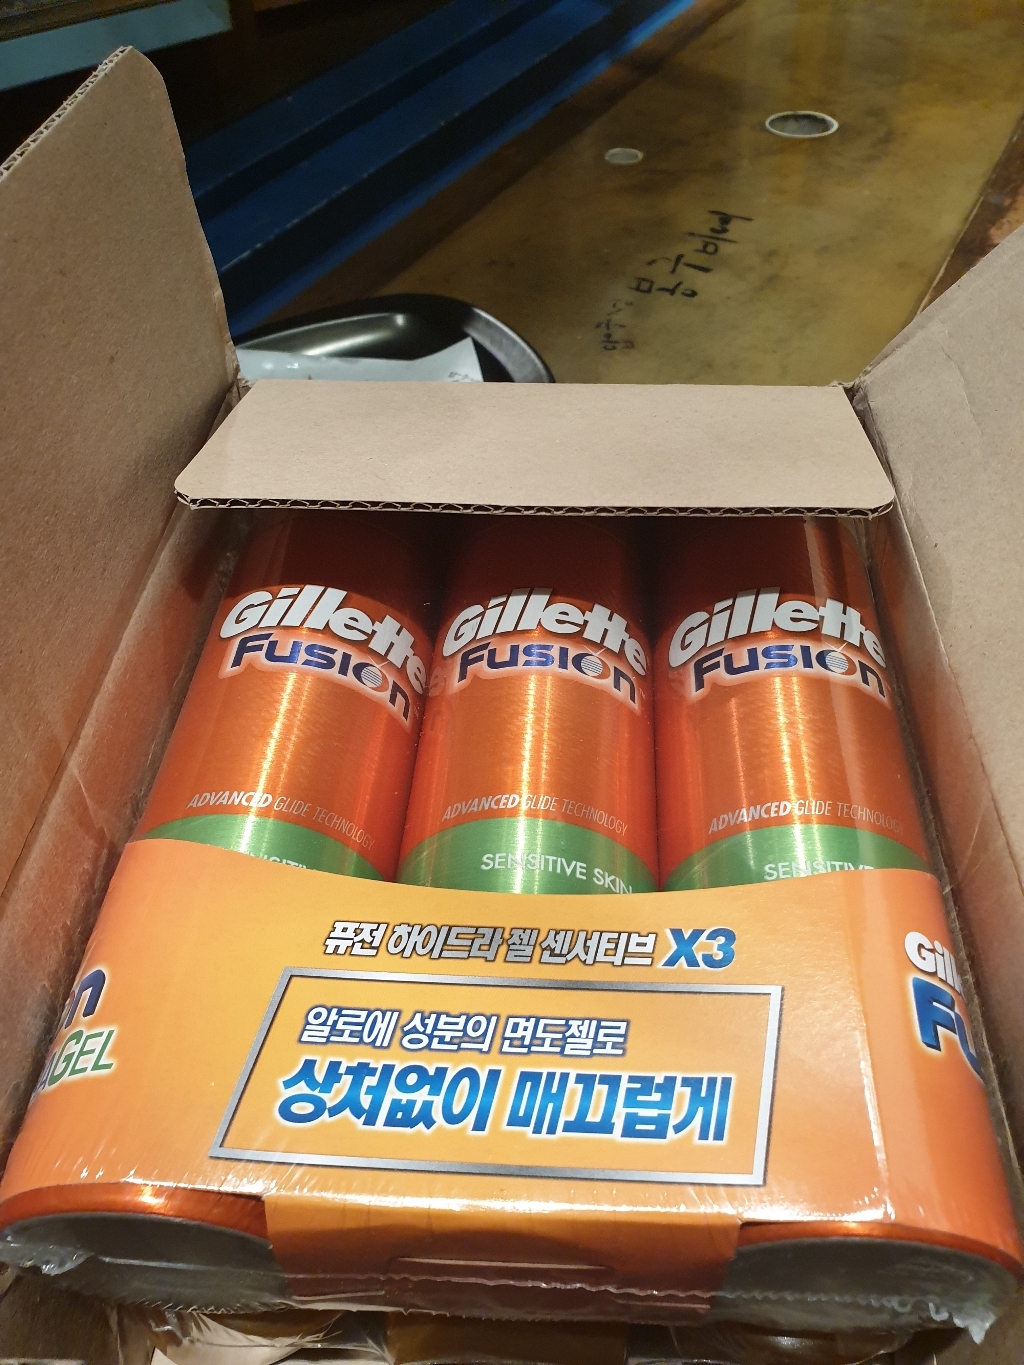 Gillette
Fusion
ADVANCED GLIDE TECHNOLOGY
Gillette
Fusion
ADVANCED GLIDE TECHNOLOGY
SENSITIVE SKIN
Gillette
Fusion
ADVANCED GLIDE TECHNOLOGY
SENSITIVE
퓨전 하이드라 젤 센서티브 X3
알로에 성분의 면도젤로
상처없이 매끄럽게
GEL